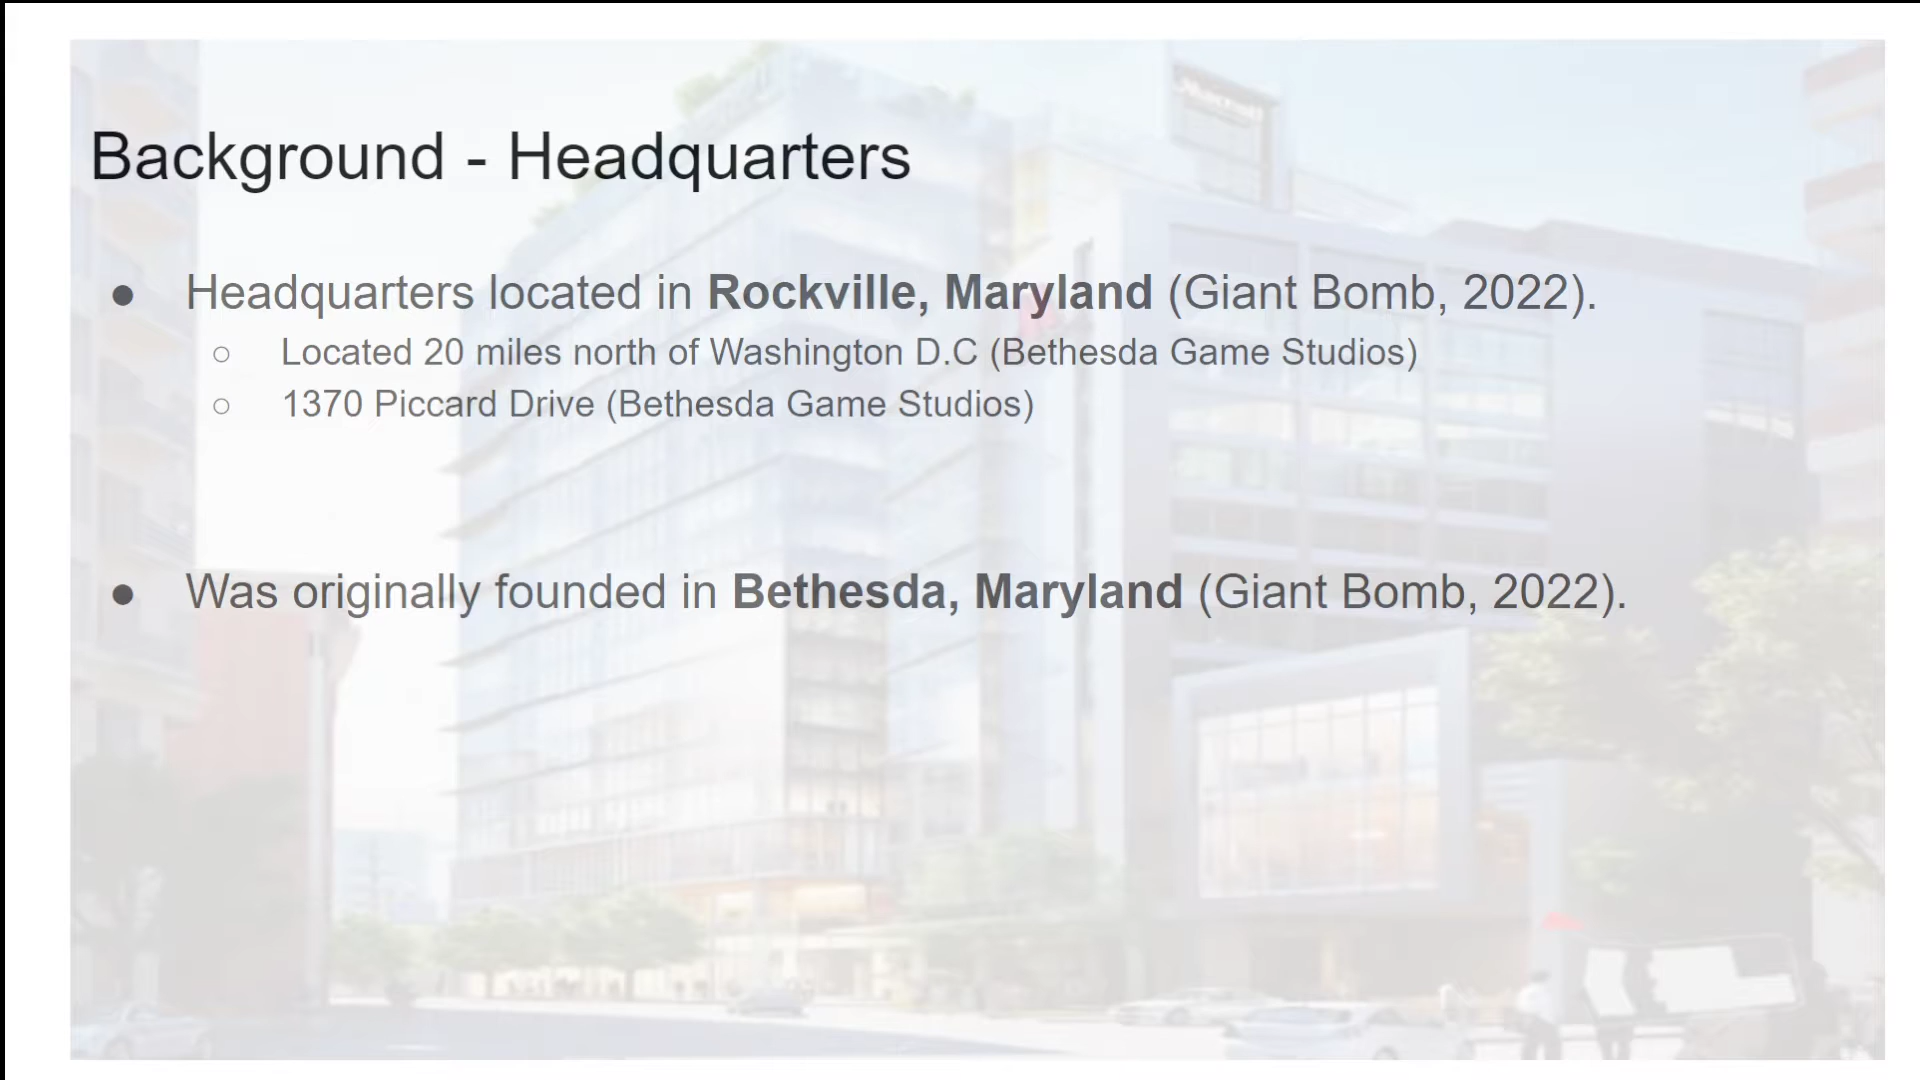 Background - Headquarters
● Headquarters located in Rockville, Maryland (Giant Bomb, 2022).
○ Located 20 miles north of Washington D.C (Bethesda Game Studios)
○ 1370 Piccard Drive (Bethesda Game Studios)
● Was originally founded in Bethesda, Maryland (Giant Bomb, 2022).